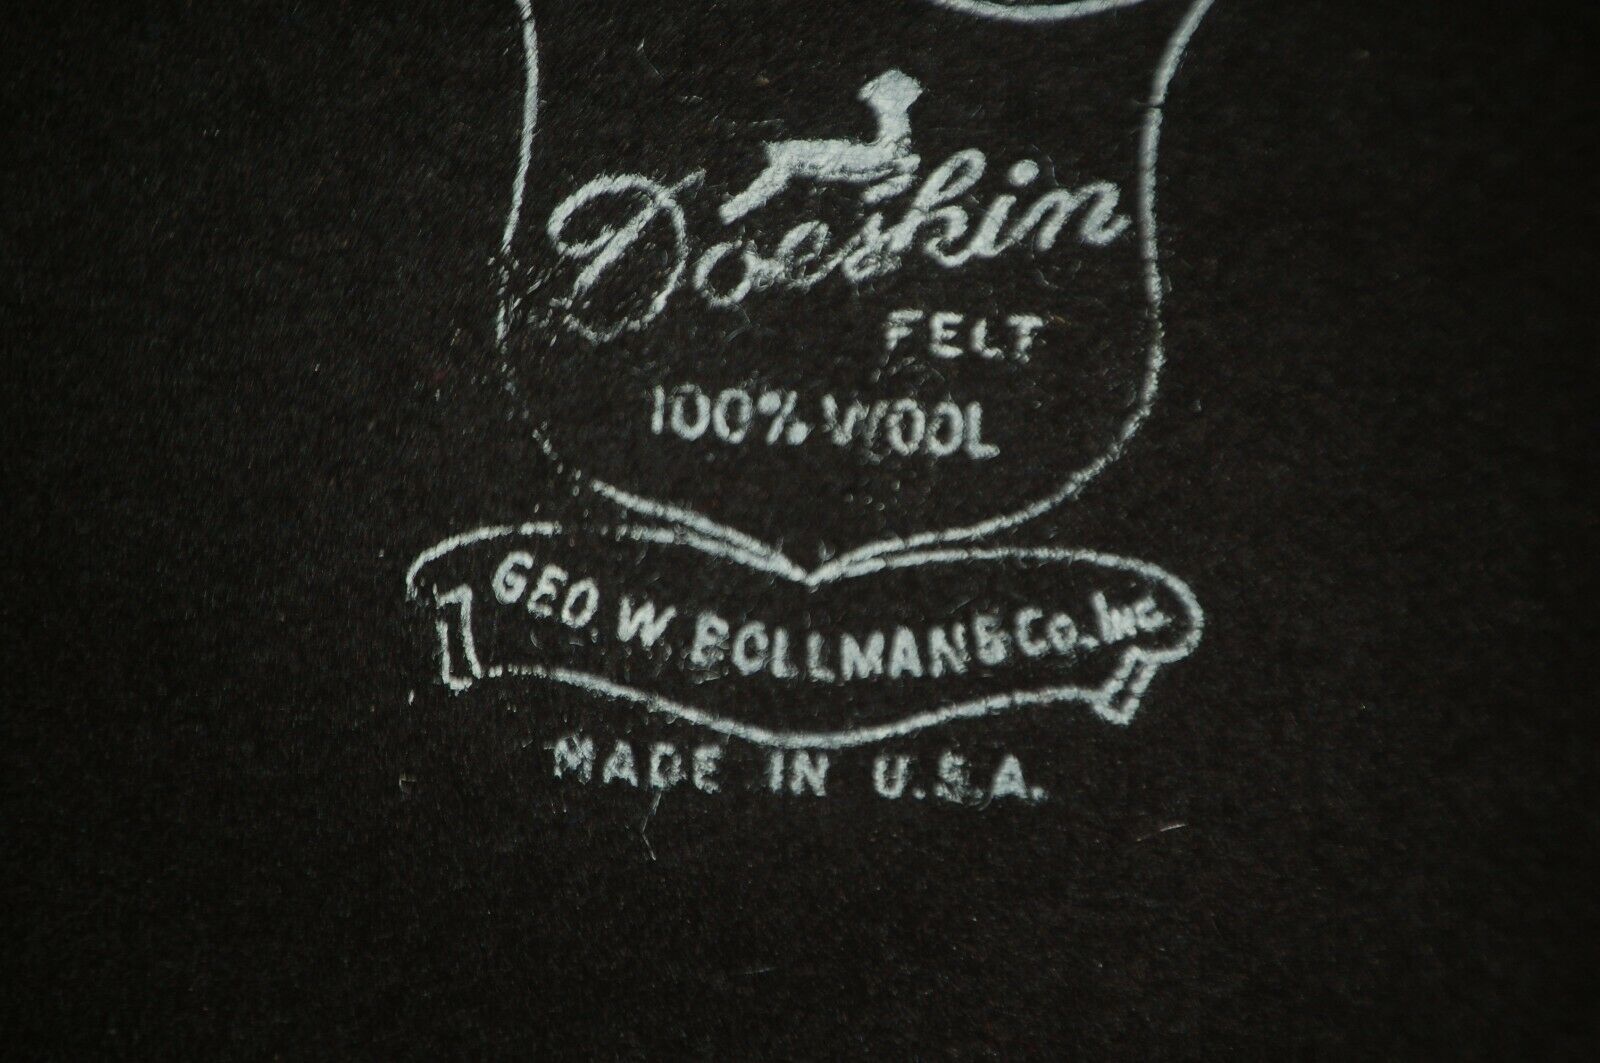 Doeskin
FELT
100% WOOL
GEO. W. BOLLMAN & Co., Inc.
MADE IN U.S.A.